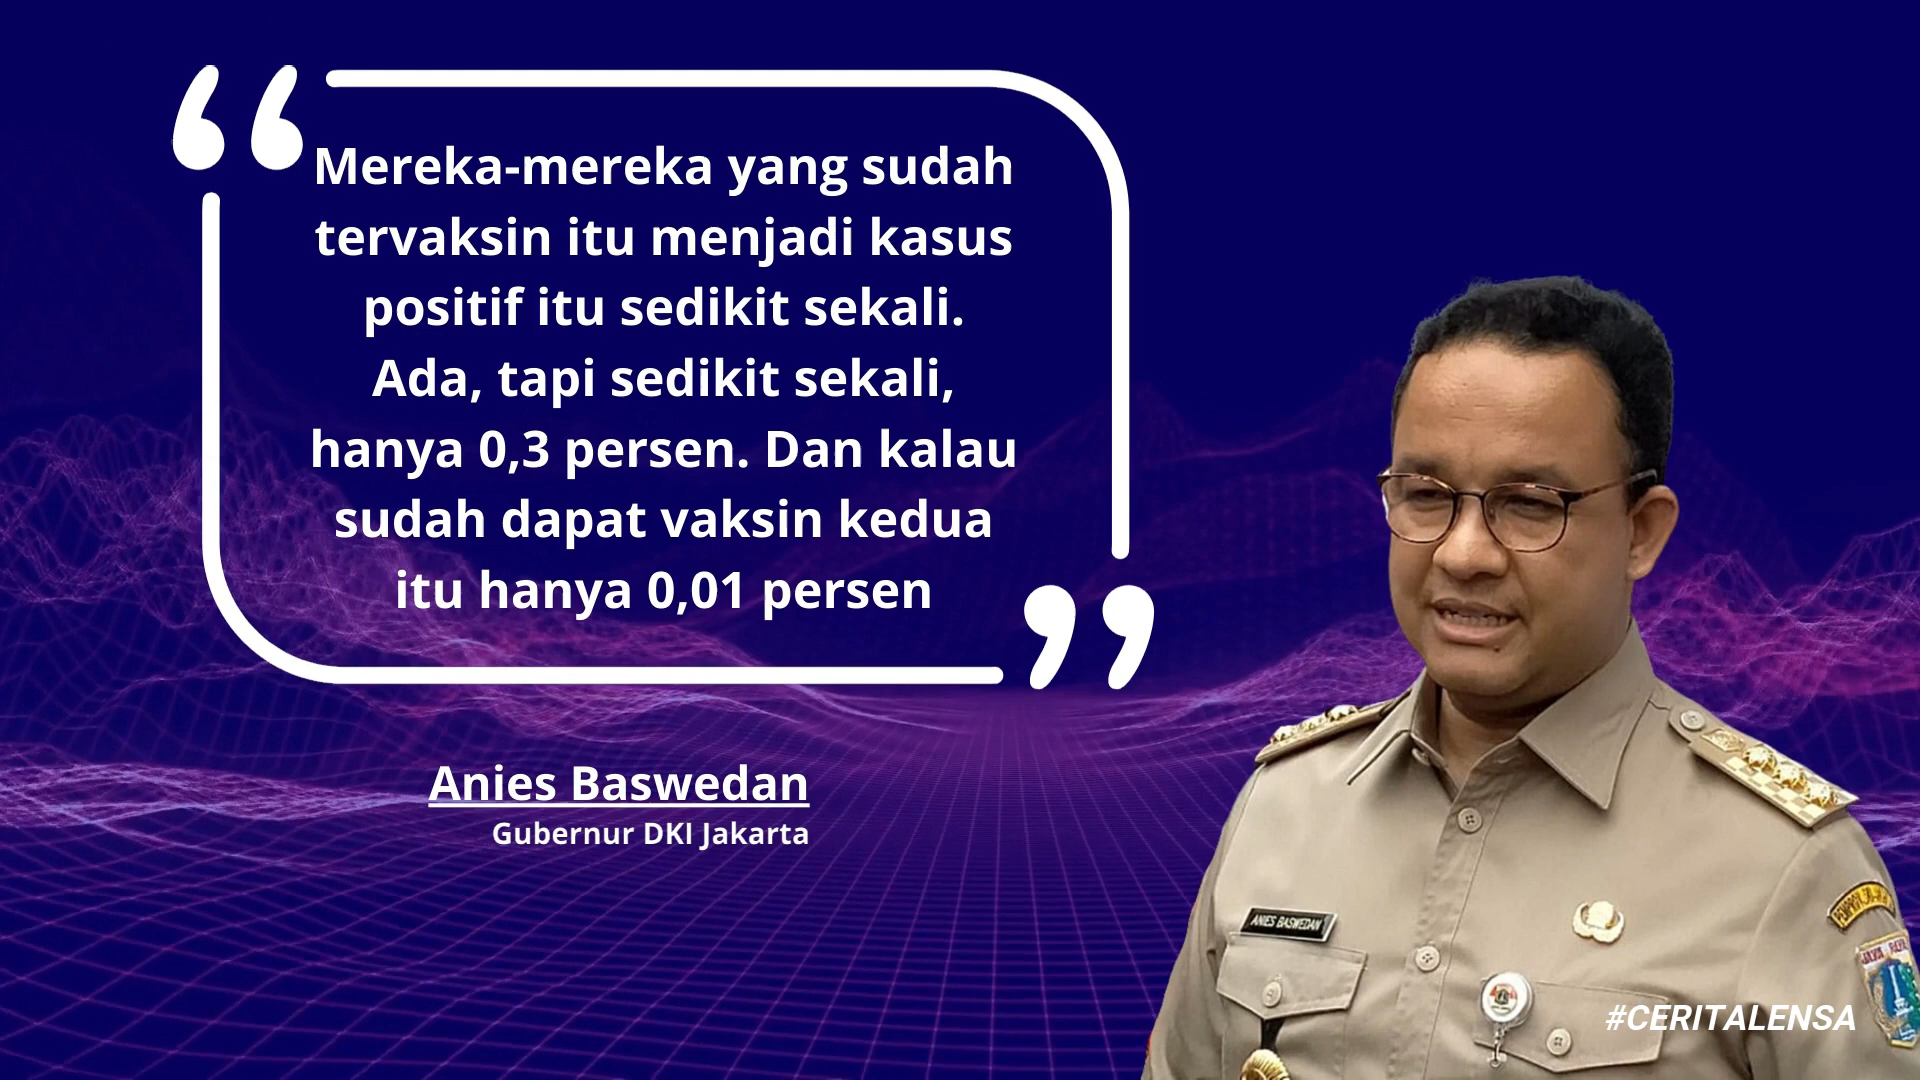 Mereka-mereka yang sudah
tervaksin itu menjadi kasus
positif itu sedikit sekali.
Ada, tapi sedikit sekali,
hanya 0,3 persen. Dan kalau
sudah dapat vaksin kedua
itu hanya 0,01 persen
Anies Baswedan
Gubernur DKI Jakarta
ANIES BASWEDAN
JAYA RAYA
#CERITALENSA